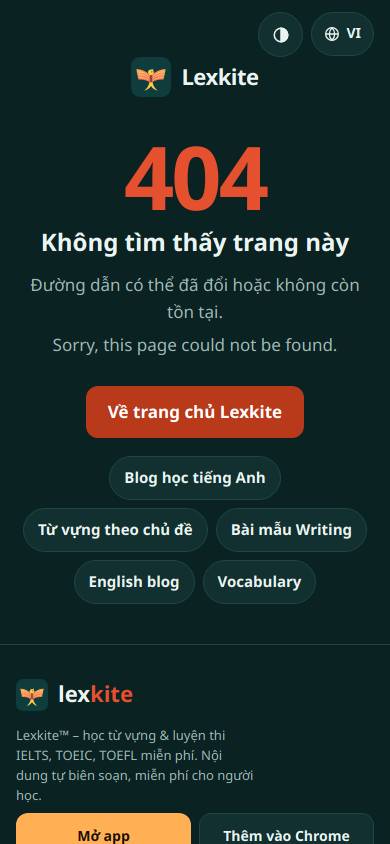 VI
Lexkite
404
Không tìm thấy trang này
Đường dẫn có thể đã đổi hoặc không còn
tồn tại.
Sorry, this page could not be found.
Về trang chủ Lexkite
Blog học tiếng Anh
Từ vựng theo chủ đề
Bài mẫu Writing
English blog
Vocabulary
lexkite
Lexkite™ – học từ vựng & luyện thi
IELTS, TOEIC, TOEFL miễn phí. Nội
dung tự biên soạn, miễn phí cho người
học.
Mở app
Thêm vào Chrome